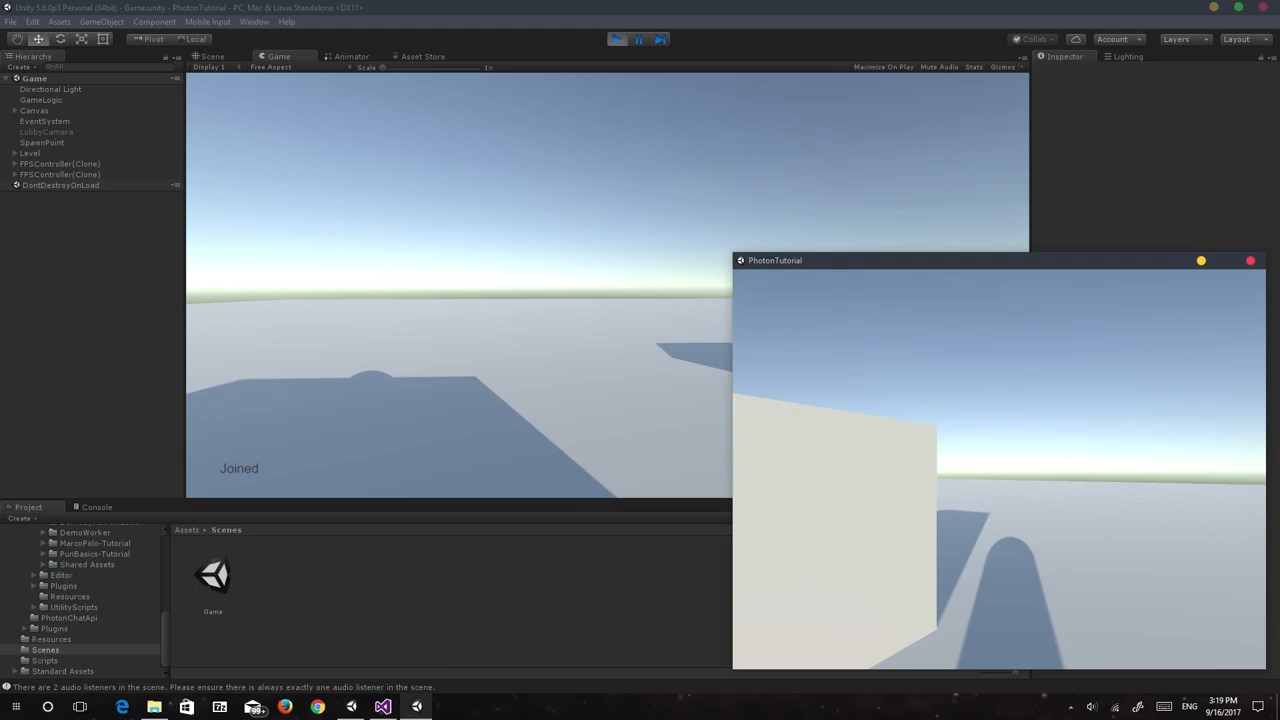 Unity 5.6.0p3 Personal (64bit) - Game.unity - PhotonTutorial - PC, Mac & Linux Standalone <DX11>
File Edit Assets GameObject Component Mobile Input Window Help
Pivot Local Collab Account Layers Layout
Hierarchy Scene Game Animator Asset Store Inspector Lighting
Create All Display 1 Free Aspect Scale 1x Maximize On Play Mute Audio Stats Gizmos
Game
Directional Light
GameLogic
Canvas
EventSystem
LobbyCamera
SpawnPoint
Level
FPSController(Clone)
FPSController(Clone)
DontDestroyOnLoad
PhotonTutorial
Joined
Project Console
Create
Assets Scenes
DemoWorker
MarcoPolo-Tutorial
PunBasics-Tutorial
Shared Assets
Editor
Plugins
Resources
UtilityScripts
PhotonChatApi
Plugins
Resources
Scenes
Scripts
Standard Assets
Game
There are 2 audio listeners in the scene. Please ensure there is always exactly one audio listener in the scene.
99+
ENG
3:19 PM
9/16/2017